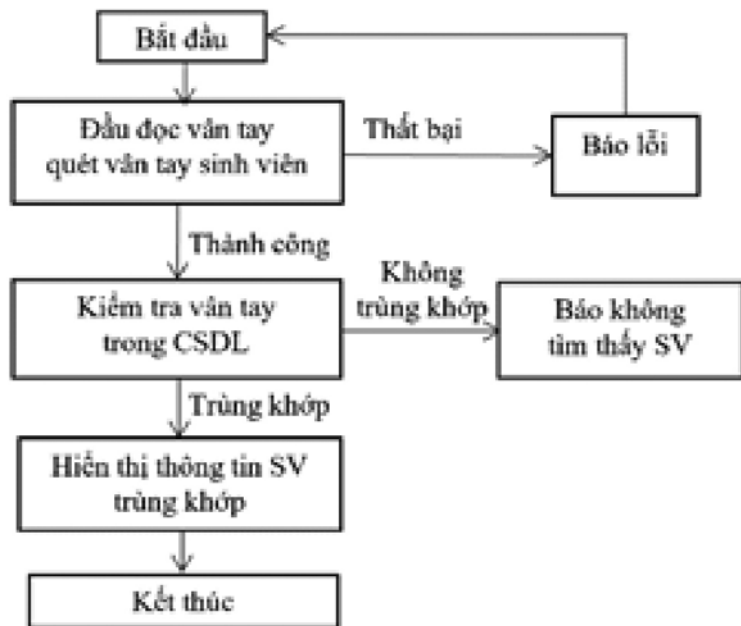 Bắt đầu
Đầu đọc vân tay
quét vân tay sinh viên
Thất bại
Báo lỗi
Thành công
Kiểm tra vân tay
trong CSDL
Không
trùng khớp
Báo không
tìm thấy SV
Trùng khớp
Hiển thị thông tin SV
trùng khớp
Kết thúc